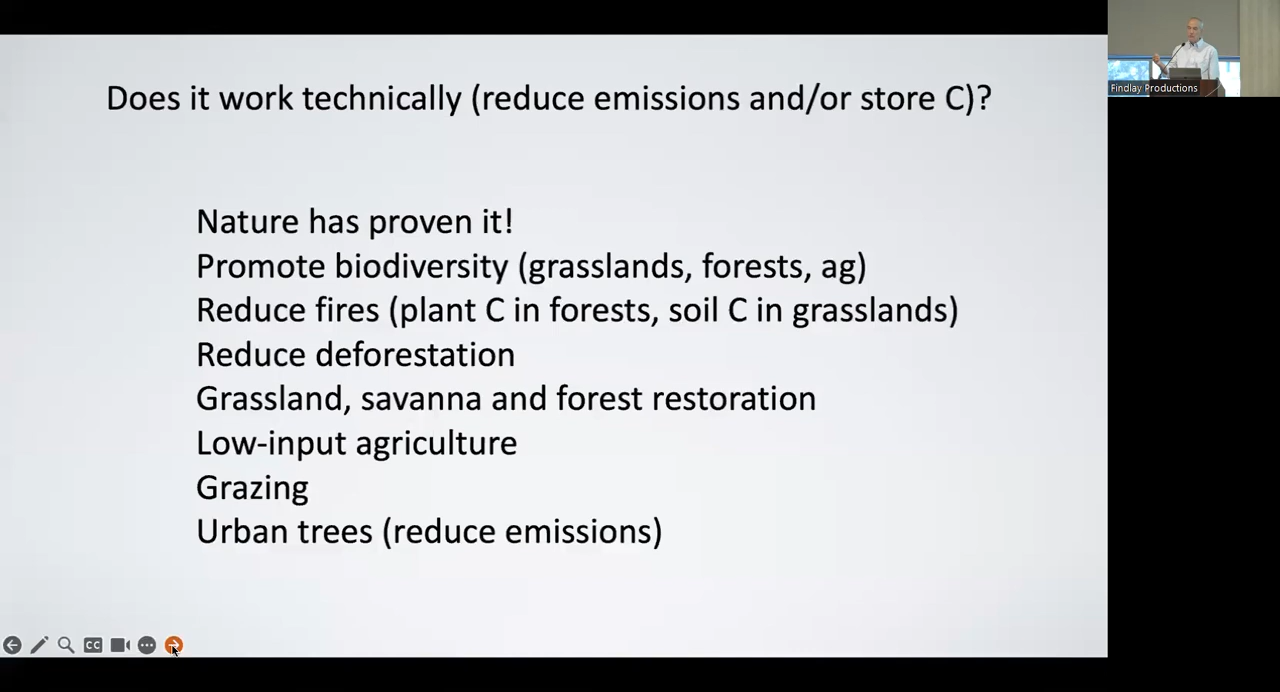 Does it work technically (reduce emissions and/or store C)?
Findlay Productions
Nature has proven it!
Promote biodiversity (grasslands, forests, ag)
Reduce fires (plant C in forests, soil C in grasslands)
Reduce deforestation
Grassland, savanna and forest restoration
Low-input agriculture
Grazing
Urban trees (reduce emissions)
CC